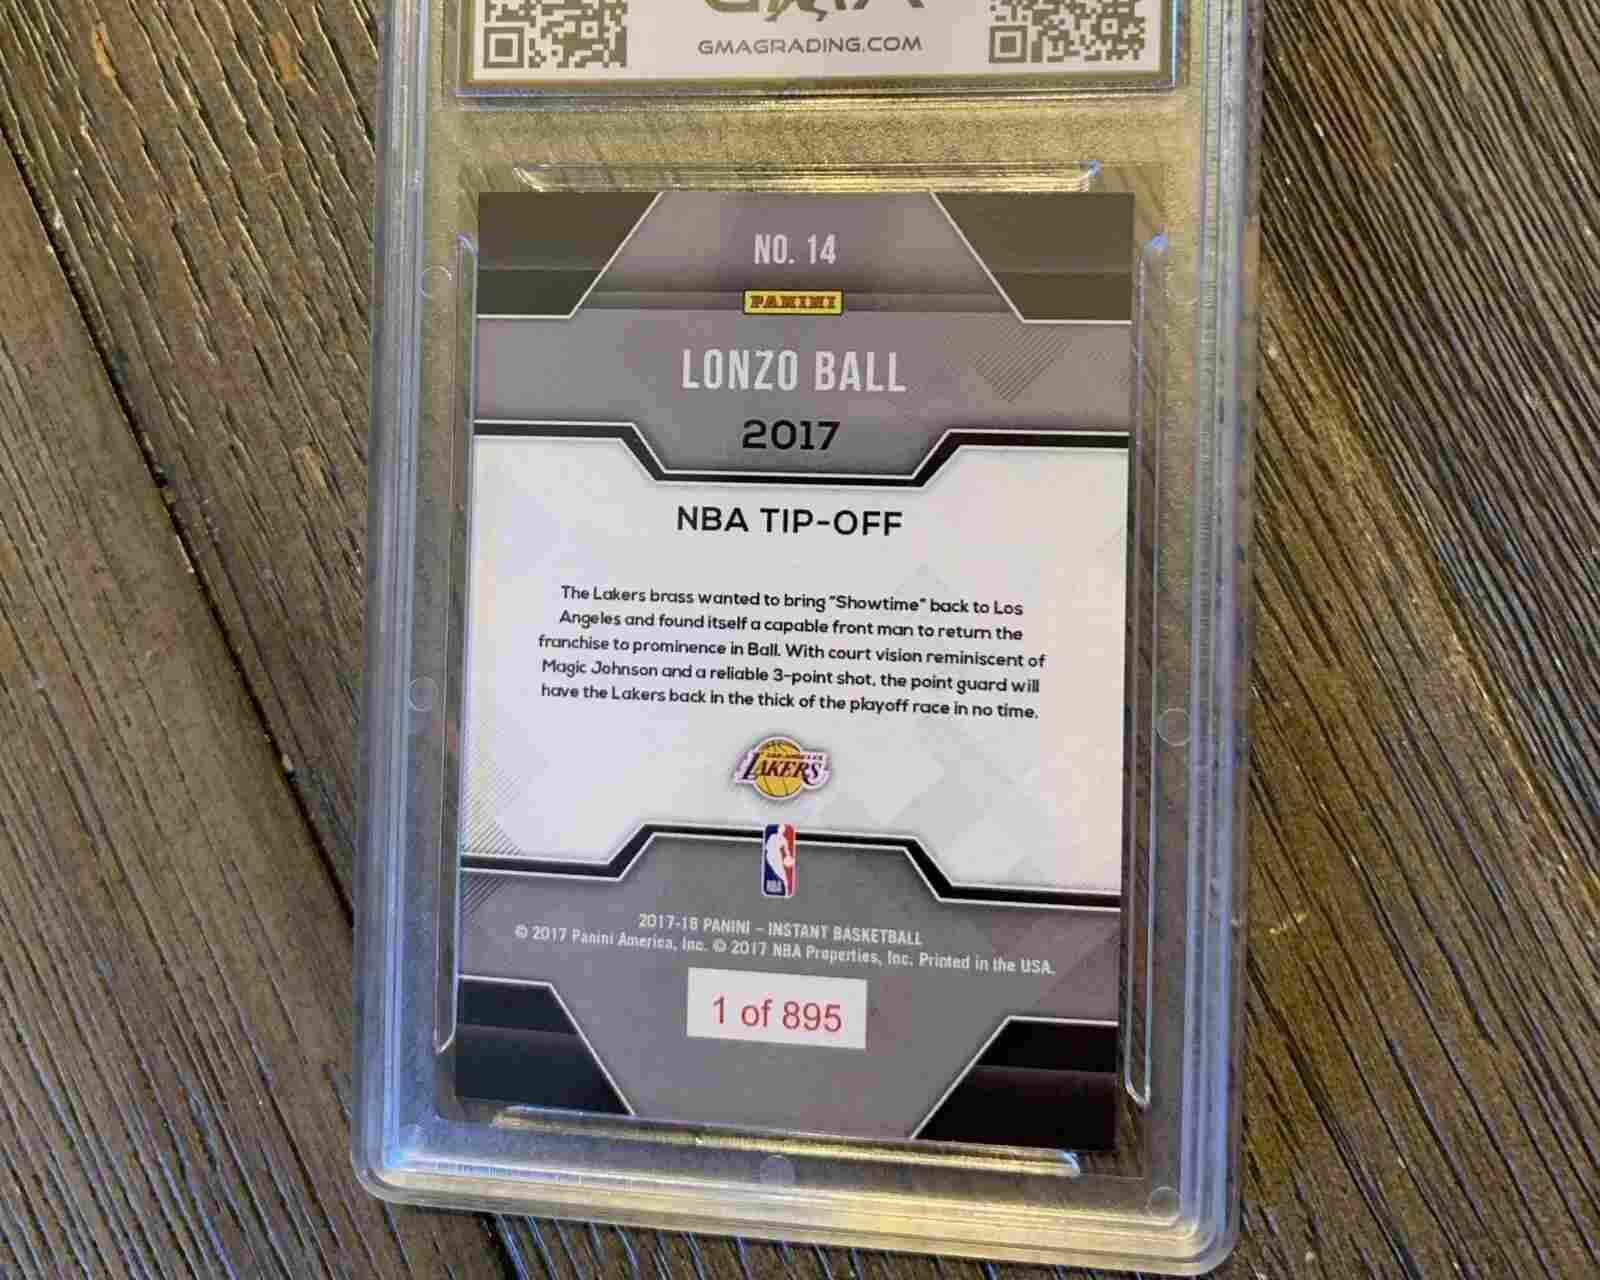 GMAGRADING.COM
NO. 14
PANINI
LONZO BALL
2017
NBA TIP-OFF
The Lakers brass wanted to bring "Showtime" back to Los
Angeles and found itself a capable front man to return the
franchise to prominence in Ball. With court vision reminiscent of
Magic Johnson and a reliable 3-point shot, the point guard will
have the Lakers back in the thick of the playoff race in no time.
LOS ANGELES
LAKERS
NBA
2017-18 PANINI - INSTANT BASKETBALL
© 2017 Panini America, Inc. © 2017 NBA Properties, Inc. Printed in the USA.
1 of 895